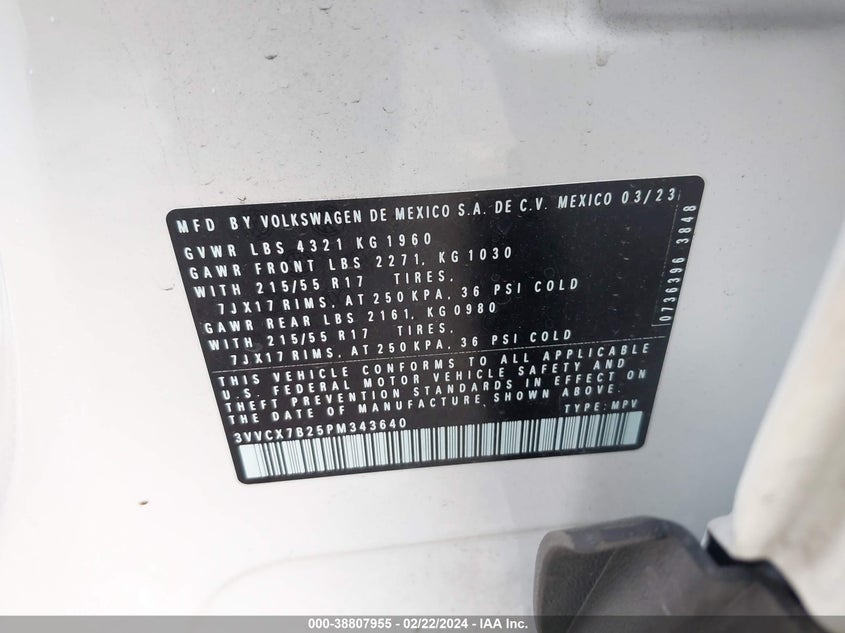 MFD BY VOLKSWAGEN DE MEXICO S.A. DE C.V. MEXICO 03/23
GVWR LBS 4321 KG 1960
GAWR FRONT LBS 2271, KG 1030
WITH 215/55 R17 TIRES,
7JX17 RIMS, AT 250 KPA, 36 PSI COLD
GAWR REAR LBS 2161, KG 0980
WITH 215/55 R17 TIRES,
7JX17 RIMS, AT 250 KPA, 36 PSI COLD
THIS VEHICLE CONFORMS TO ALL APPLICABLE
U.S. FEDERAL MOTOR VEHICLE SAFETY AND
THEFT PREVENTION STANDARDS IN EFFECT ON
THE DATE OF MANUFACTURE SHOWN ABOVE.
3VVCX7B25PM343640 TYPE: MPV
0736396 3848
000-38807955 - 02/22/2024 - IAA Inc.